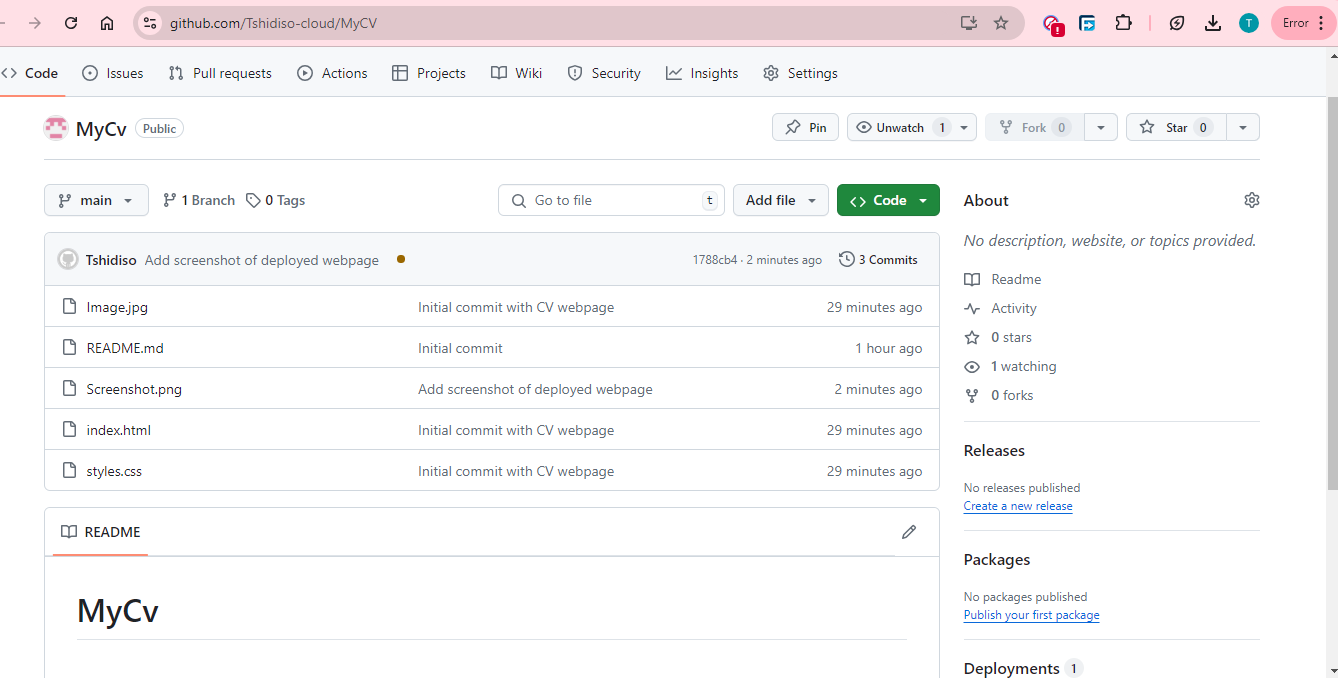 github.com/Tshidiso-cloud/MyCV
T
Error
Code Issues Pull requests Actions Projects Wiki Security Insights Settings
MyCv Public
Pin Unwatch 1 Fork 0 Star 0
main 1 Branch 0 Tags Go to file t Add file Code
Tshidiso Add screenshot of deployed webpage 1788cb4 · 2 minutes ago 3 Commits
Image.jpg Initial commit with CV webpage 29 minutes ago
README.md Initial commit 1 hour ago
Screenshot.png Add screenshot of deployed webpage 2 minutes ago
index.html Initial commit with CV webpage 29 minutes ago
styles.css Initial commit with CV webpage 29 minutes ago
README
MyCv
About
No description, website, or topics provided.
Readme
Activity
0 stars
1 watching
0 forks
Releases
No releases published
Create a new release
Packages
No packages published
Publish your first package
Deployments 1